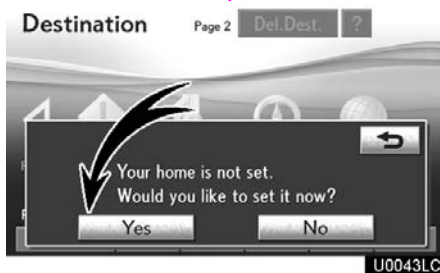 Destination Page 2 Del.Dest. ?
Your home is not set.
Would you like to set it now?
Yes No
U0043LC